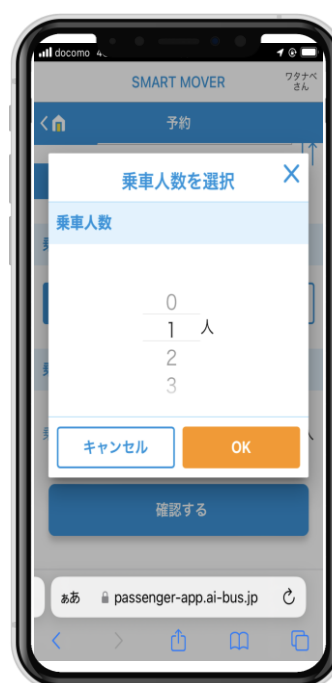 docomo
SMART MOVER
ワタナベ
さん
予約
乗車人数を選択
乗車人数
0
1 人
2
3
キャンセル
OK
確認する
ぁあ
passenger-app.ai-bus.jp